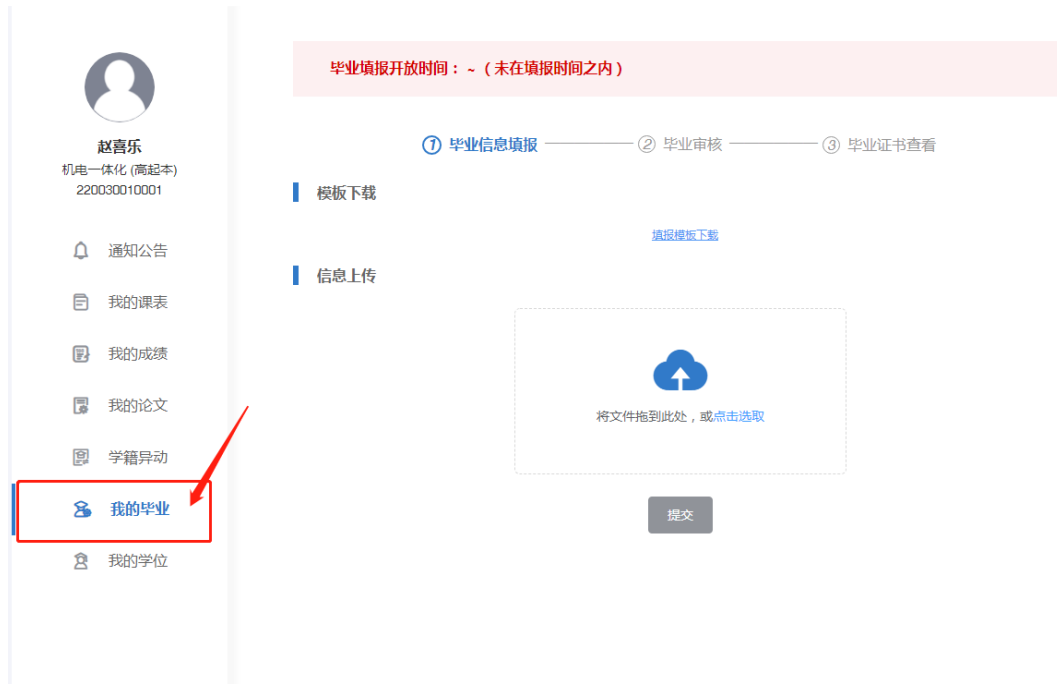 赵喜乐
机电一体化 (高起本)
220030010001
通知公告
我的课表
我的成绩
我的论文
学籍异动
我的毕业
我的学位
毕业填报开放时间： ~ （未在填报时间之内）
1 毕业信息填报 2 毕业审核 3 毕业证书查看
模板下载
填报模板下载
信息上传
将文件拖到此处，或点击选取
提交